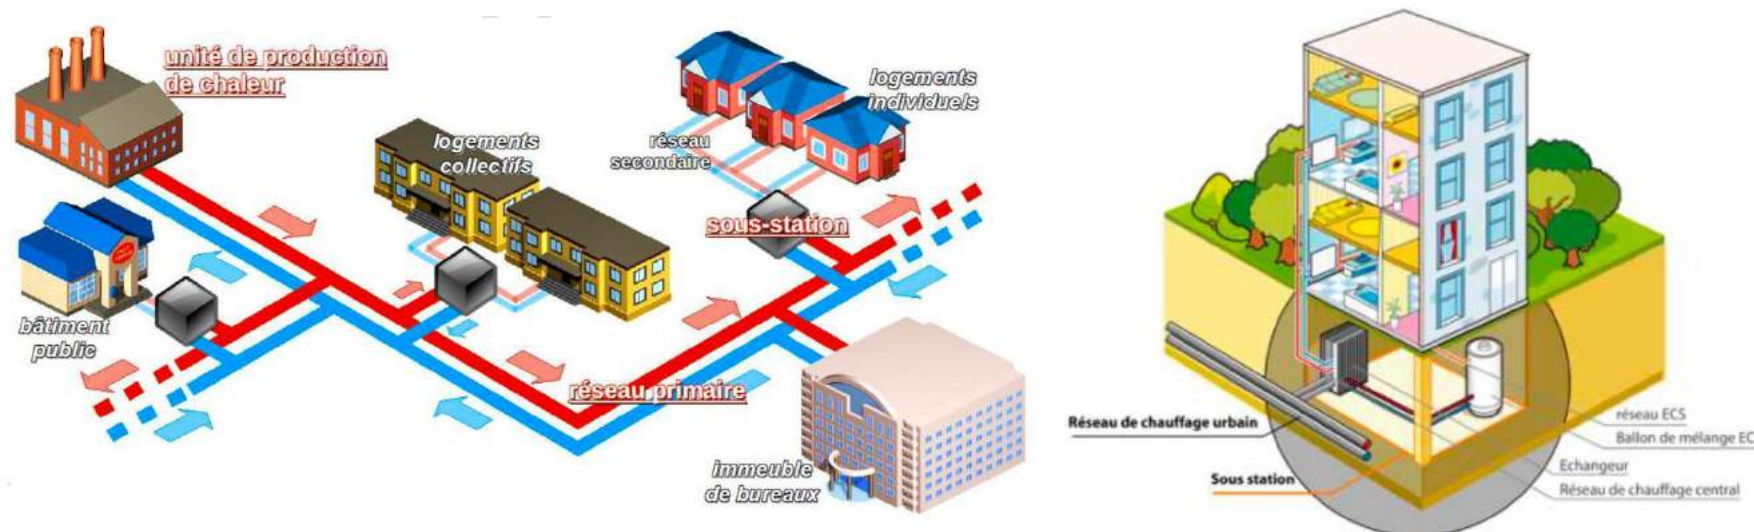 unité de production
de chaleur
logements
collectifs
réseau
secondaire
logements
individuels
sous-station
bâtiment
public
réseau primaire
immeuble
de bureaux
Réseau de chauffage urbain
Sous station
réseau ECS
Ballon de mélange EC
Echangeur
Réseau de chauffage central